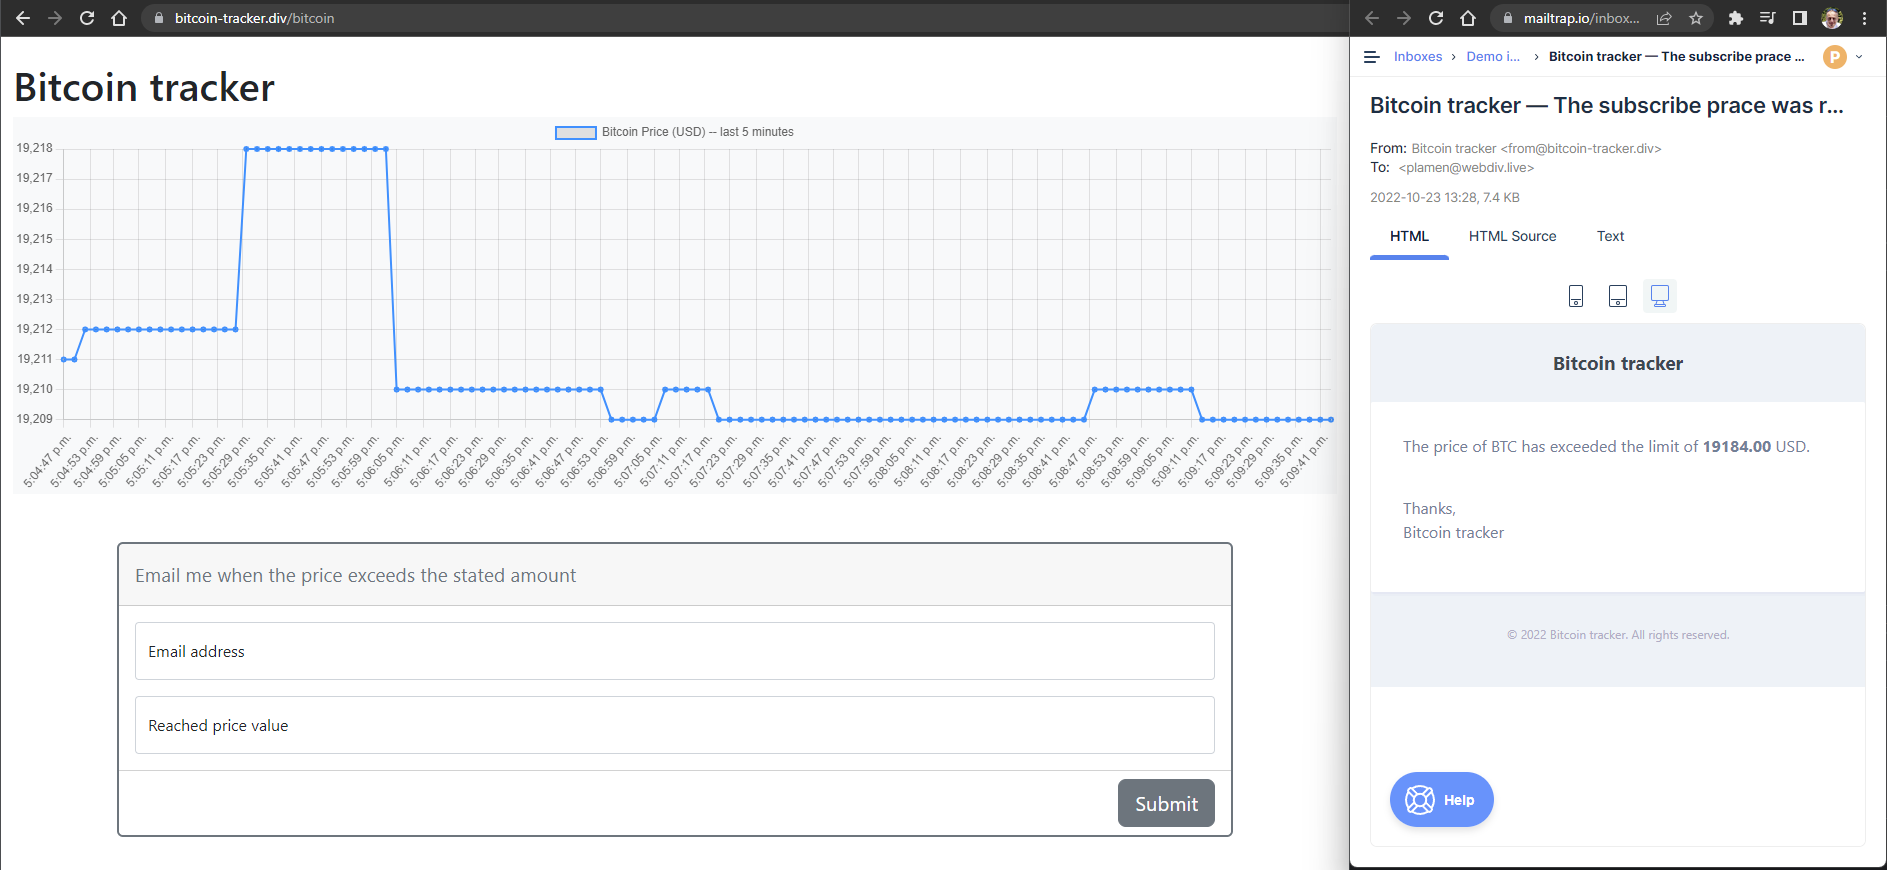 bitcoin-tracker.div/bitcoin
Bitcoin tracker
Bitcoin Price (USD) -- last 5 minutes
19,218
19,217
19,216
19,215
19,214
19,213
19,212
19,211
19,210
19,209
5:04:47 p.m.
5:04:53 p.m.
5:04:59 p.m.
5:05:05 p.m.
5:05:11 p.m.
5:05:17 p.m.
5:05:23 p.m.
5:05:29 p.m.
5:05:35 p.m.
5:05:41 p.m.
5:05:47 p.m.
5:05:53 p.m.
5:05:59 p.m.
5:06:05 p.m.
5:06:11 p.m.
5:06:17 p.m.
5:06:23 p.m.
5:06:29 p.m.
5:06:35 p.m.
5:06:41 p.m.
5:06:47 p.m.
5:06:53 p.m.
5:06:59 p.m.
5:07:05 p.m.
5:07:11 p.m.
5:07:17 p.m.
5:07:23 p.m.
5:07:29 p.m.
5:07:35 p.m.
5:07:41 p.m.
5:07:47 p.m.
5:07:53 p.m.
5:07:59 p.m.
5:08:05 p.m.
5:08:11 p.m.
5:08:17 p.m.
5:08:23 p.m.
5:08:29 p.m.
5:08:35 p.m.
5:08:41 p.m.
5:08:47 p.m.
5:08:53 p.m.
5:08:59 p.m.
5:09:05 p.m.
5:09:11 p.m.
5:09:17 p.m.
5:09:23 p.m.
5:09:29 p.m.
5:09:35 p.m.
5:09:41 p.m.
Email me when the price exceeds the stated amount
Email address
Reached price value
Submit
mailtrap.io/inbox...
Inboxes › Demo i... › Bitcoin tracker — The subscribe prace ...
P
Bitcoin tracker — The subscribe prace was r...
From: Bitcoin tracker <from@bitcoin-tracker.div>
To: <plamen@webdiv.live>
2022-10-23 13:28, 7.4 KB
HTML HTML Source Text
Bitcoin tracker
The price of BTC has exceeded the limit of 19184.00 USD.
Thanks,
Bitcoin tracker
© 2022 Bitcoin tracker. All rights reserved.
Help